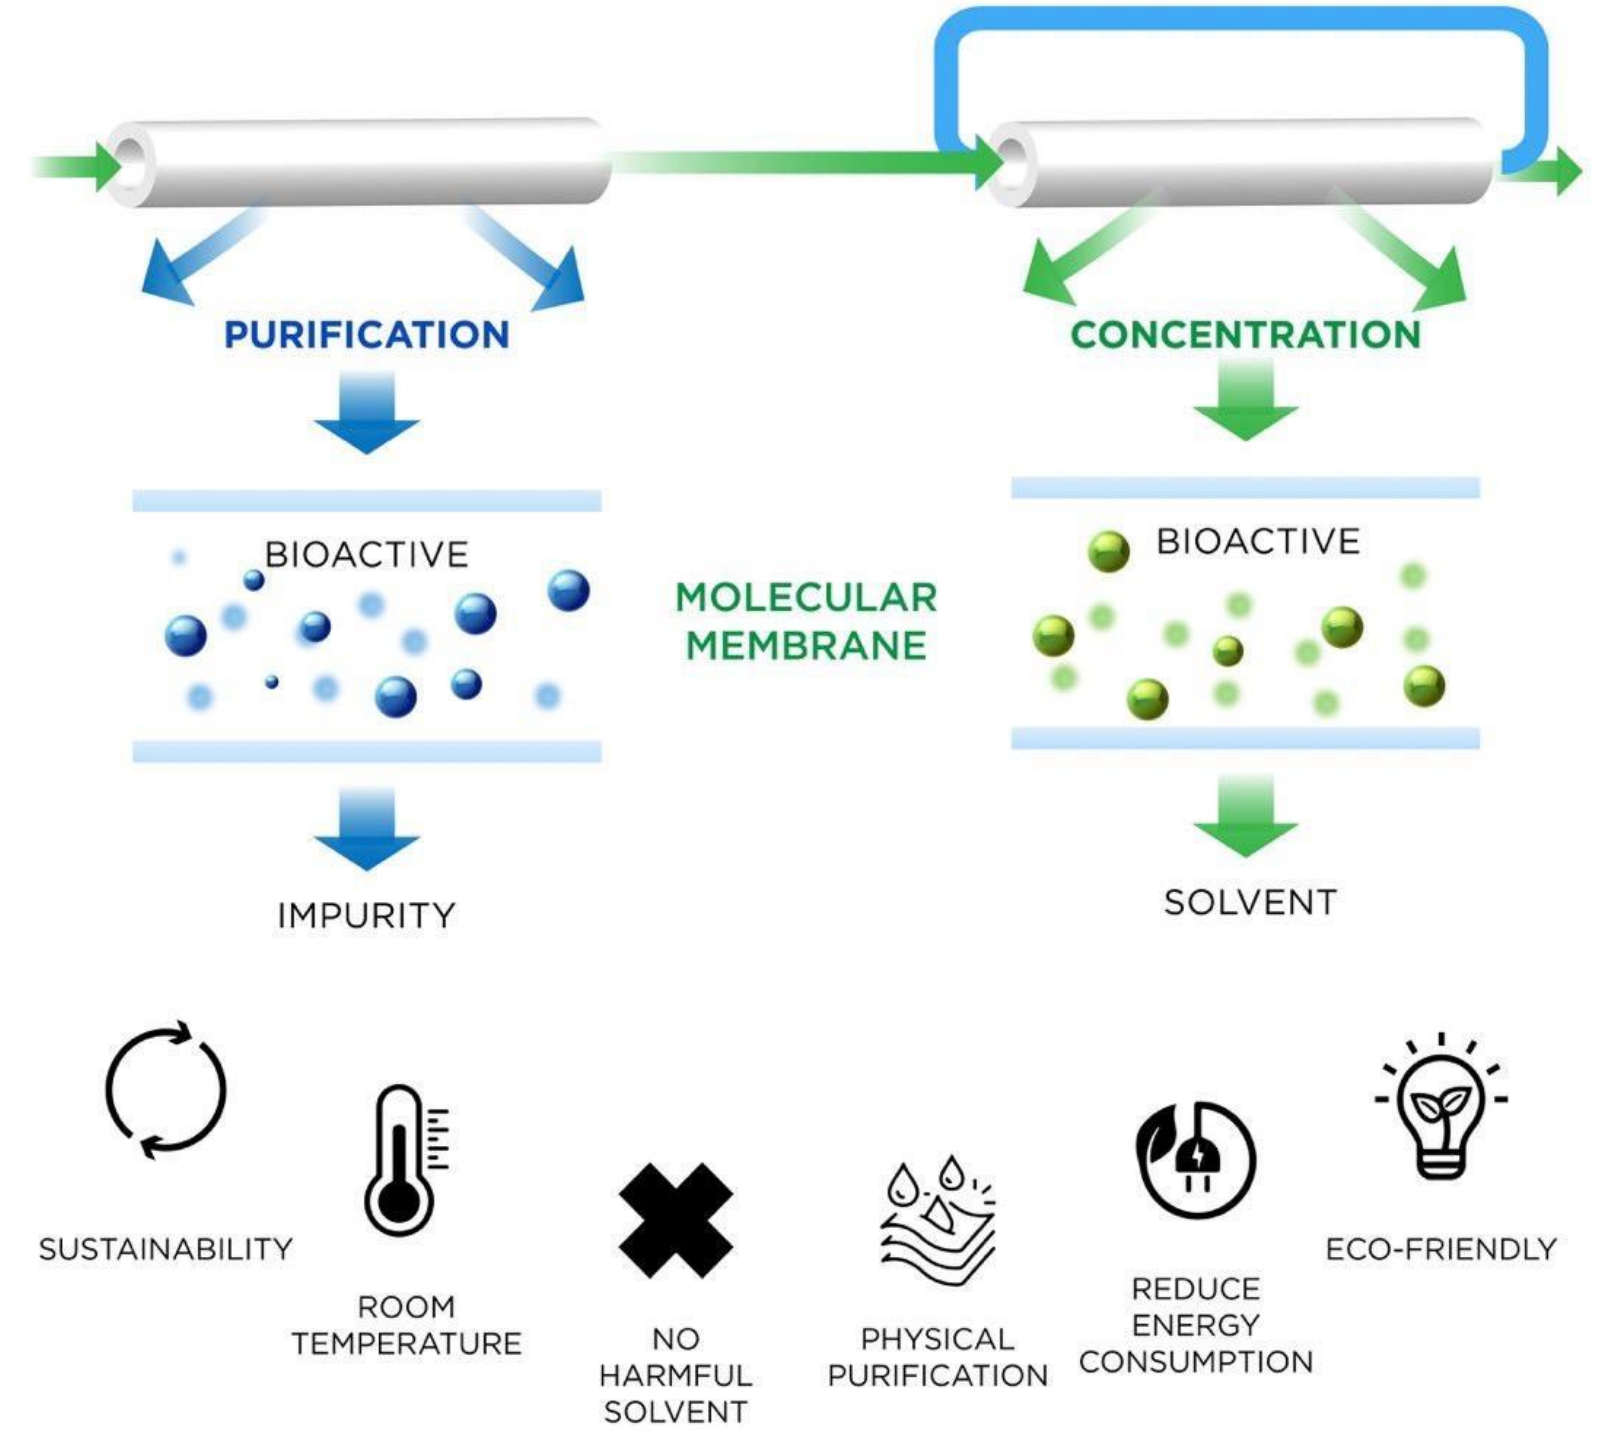 PURIFICATION
CONCENTRATION
BIOACTIVE
BIOACTIVE
MOLECULAR
MEMBRANE
IMPURITY
SOLVENT
SUSTAINABILITY
ROOM
TEMPERATURE
NO
HARMFUL
SOLVENT
PHYSICAL
PURIFICATION
REDUCE
ENERGY
CONSUMPTION
ECO-FRIENDLY